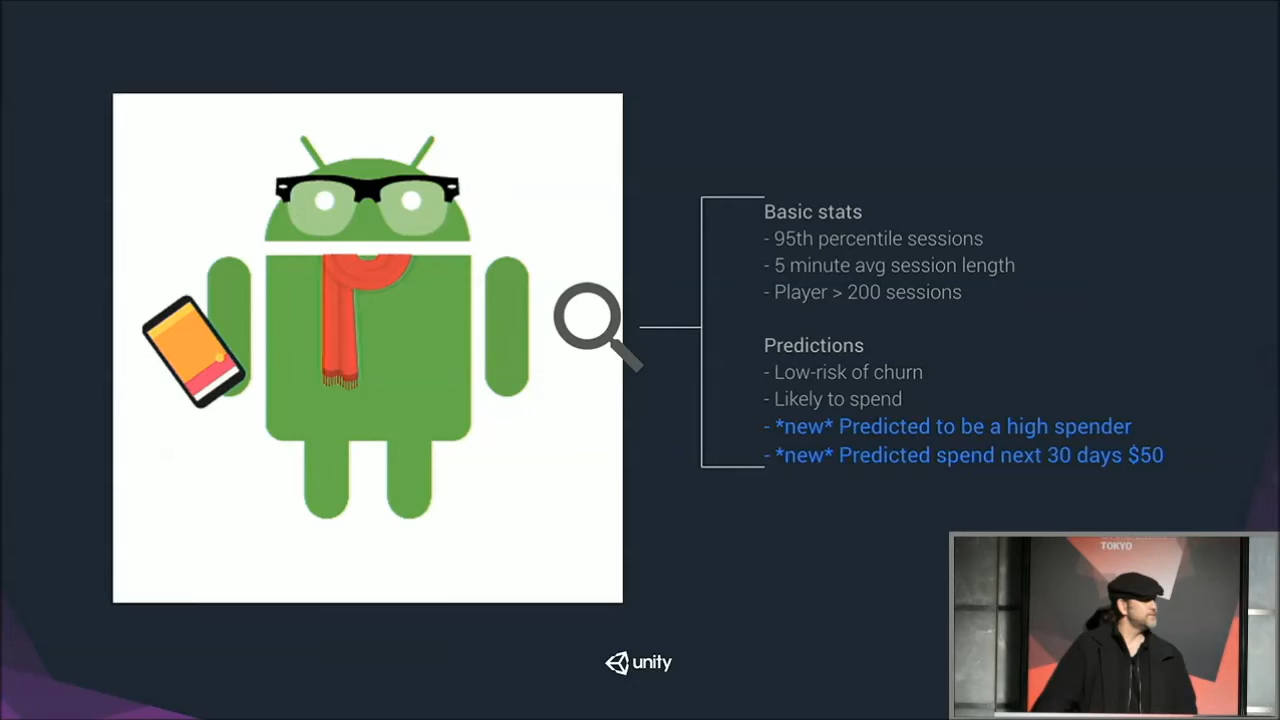 Basic stats
- 95th percentile sessions
- 5 minute avg session length
- Player > 200 sessions
Predictions
- Low-risk of churn
- Likely to spend
- *new* Predicted to be a high spender
- *new* Predicted spend next 30 days $50
TOKYO
unity